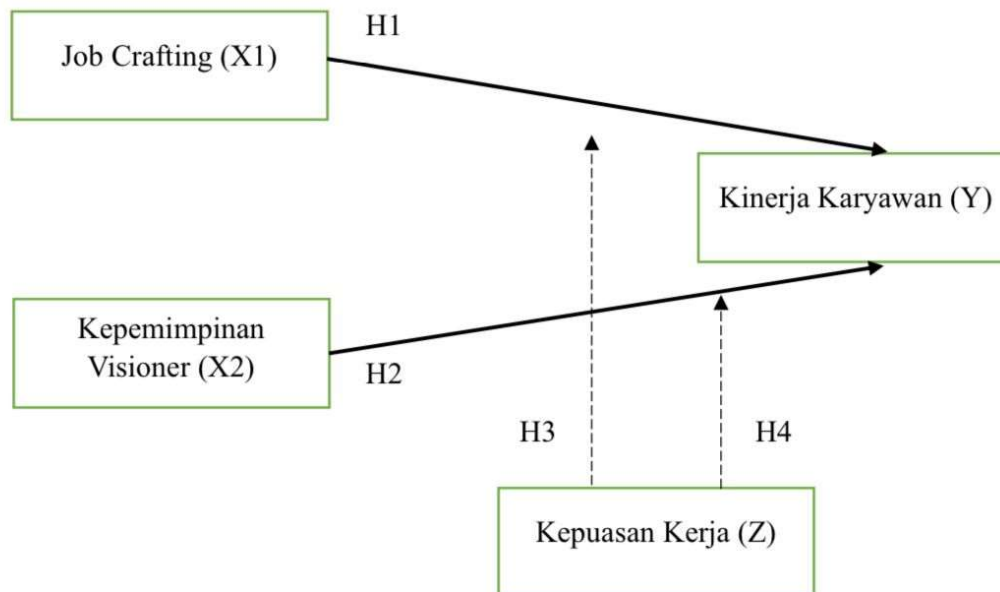 H1
Job Crafting (X1)
Kinerja Karyawan (Y)
Kepemimpinan
Visioner (X2)
H2
H3
H4
Kepuasan Kerja (Z)